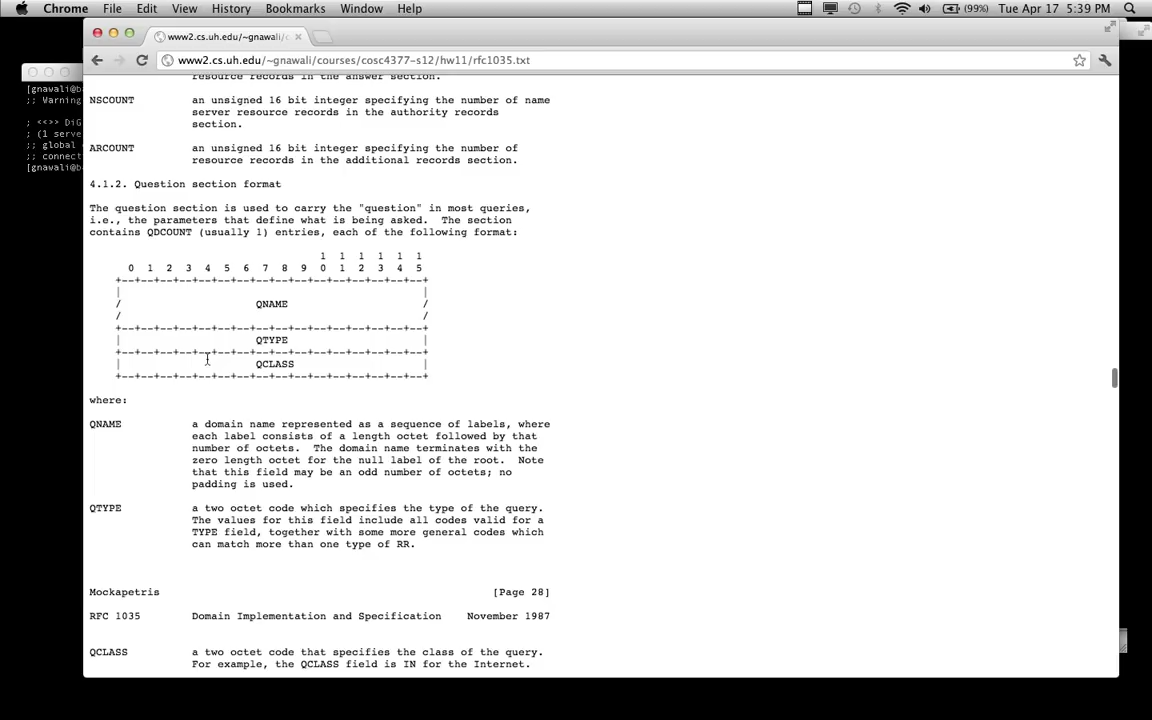 Chrome File Edit View History Bookmarks Window Help (99%) Tue Apr 17 5:39 PM
www2.cs.uh.edu/~gnawali/c
www2.cs.uh.edu/~gnawali/courses/cosc4377-s12/hw11/rfc1035.txt
[gnawali@b
;; Warning
; <<>> DiG
; (1 serve
;; global
;; connect
[gnawali@b
resource records in the answer section.
NSCOUNT an unsigned 16 bit integer specifying the number of name
server resource records in the authority records
section.
ARCOUNT an unsigned 16 bit integer specifying the number of
resource records in the additional records section.
4.1.2. Question section format
The question section is used to carry the "question" in most queries,
i.e., the parameters that define what is being asked. The section
contains QDCOUNT (usually 1) entries, each of the following format:
1 1 1 1 1 1
0 1 2 3 4 5 6 7 8 9 0 1 2 3 4 5
+--+--+--+--+--+--+--+--+--+--+--+--+--+--+--+--+
| |
/ QNAME /
/ /
+--+--+--+--+--+--+--+--+--+--+--+--+--+--+--+--+
| QTYPE |
+--+--+--+--+--+--+--+--+--+--+--+--+--+--+--+--+
| QCLASS |
+--+--+--+--+--+--+--+--+--+--+--+--+--+--+--+--+
where:
QNAME a domain name represented as a sequence of labels, where
each label consists of a length octet followed by that
number of octets. The domain name terminates with the
zero length octet for the null label of the root. Note
that this field may be an odd number of octets; no
padding is used.
QTYPE a two octet code which specifies the type of the query.
The values for this field include all codes valid for a
TYPE field, together with some more general codes which
can match more than one type of RR.
Mockapetris [Page 28]
RFC 1035 Domain Implementation and Specification November 1987
QCLASS a two octet code that specifies the class of the query.
For example, the QCLASS field is IN for the Internet.